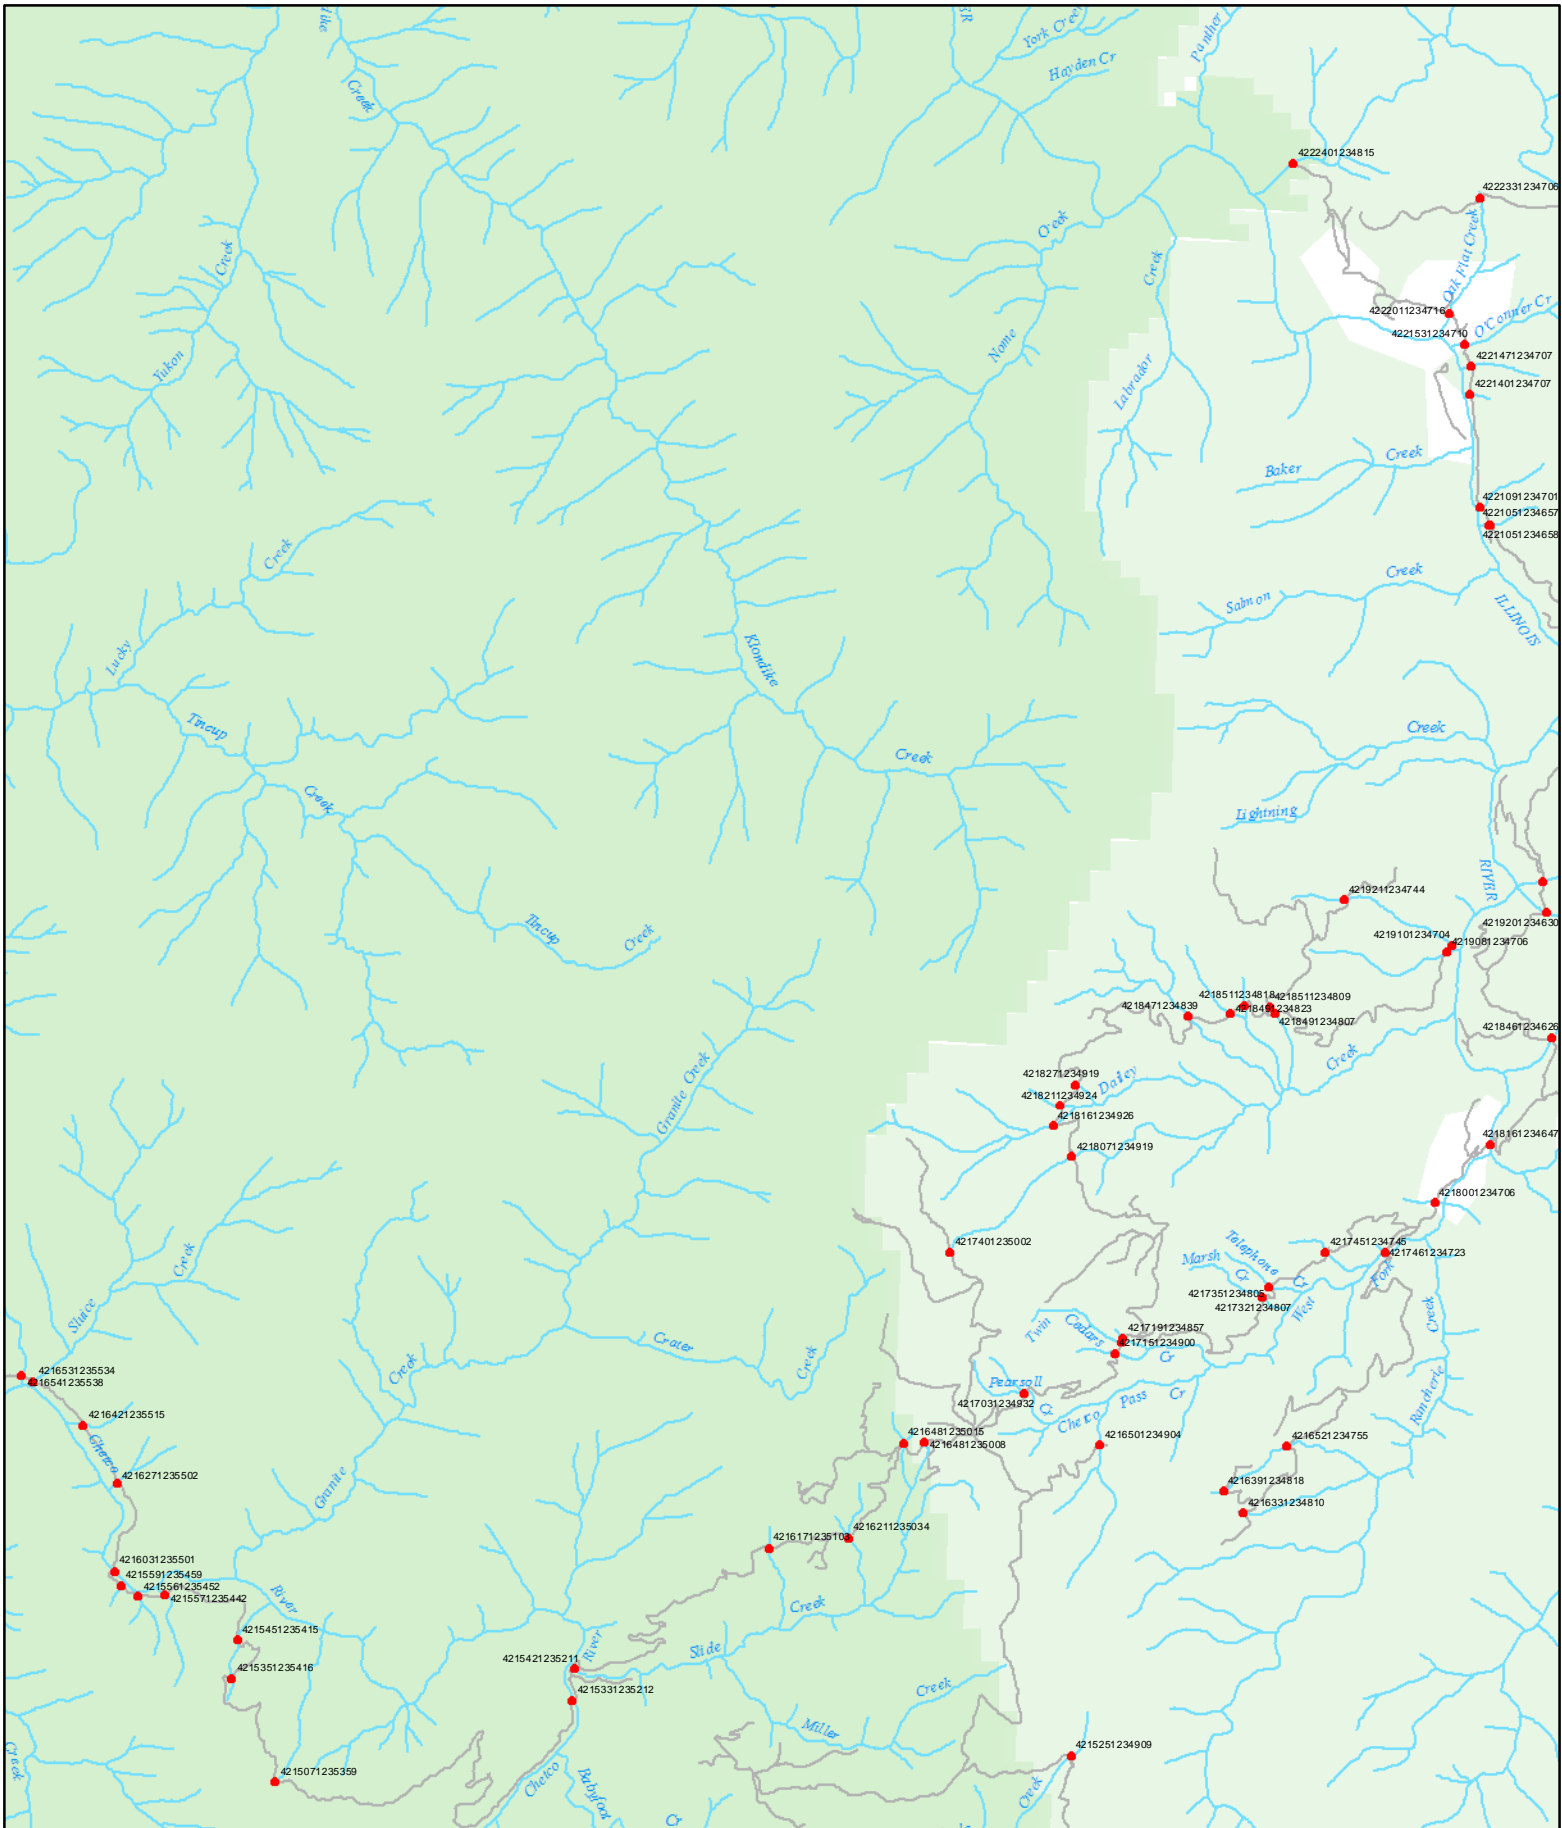 dike
ER
York Creek
Panther
Hayden Cr
Creek
4222401234815
4222331234706
Creek
Creek
Creek
Oak Flat Creek
4222011234716
O'Conner Cr
4221531234710
4221471234707
4221401234707
Yukon
Nome
Labrador
Baker
Creek
4221091234701
4221051234657
4221051234658
Creek
Creek
Salmon
ILLINOIS
Lucky
Klondike
Tincup
Creek
Creek
Creek
Lightning
RIVER
4219211234744
4219201234630
Tincup
Creek
4219101234704
4219081234706
4218511234818
4218511234809
4218471234839
4218491234823
4218491234807
4218461234626
Creek
Granite Creek
4218271234919
Dailey
4218211234924
4218161234926
4218161234647
4218071234919
4218001234706
4217401235002
Telephone
Marsh
Cr
Cr
4217451234745
4217461234723
Fork
Creek
Sluice
4217351234805
4217321234807
West
Creek
Twin
Cedars
Cr
4217191234857
4217151234900
Crater
Creek
Creek
4216531235534
4216541235538
Pearsoll
Cr
4217031234932
Chetco
Pass
Cr
Rancherie
4216421235515
Chetco
4216481235015
4216481235008
4216501234904
4216521234755
4216271235502
Granite
4216391234818
4216331234810
4216171235103
4216211235034
4216031235501
4215591235459
4215561235452
4215571235442
River
Creek
4215451235415
4215421235211
River
Slide
4215351235416
4215331235212
Creek
Miller
Creek
4215251234909
4215071235359
Chetco
Babyfoot
Cr
Creek